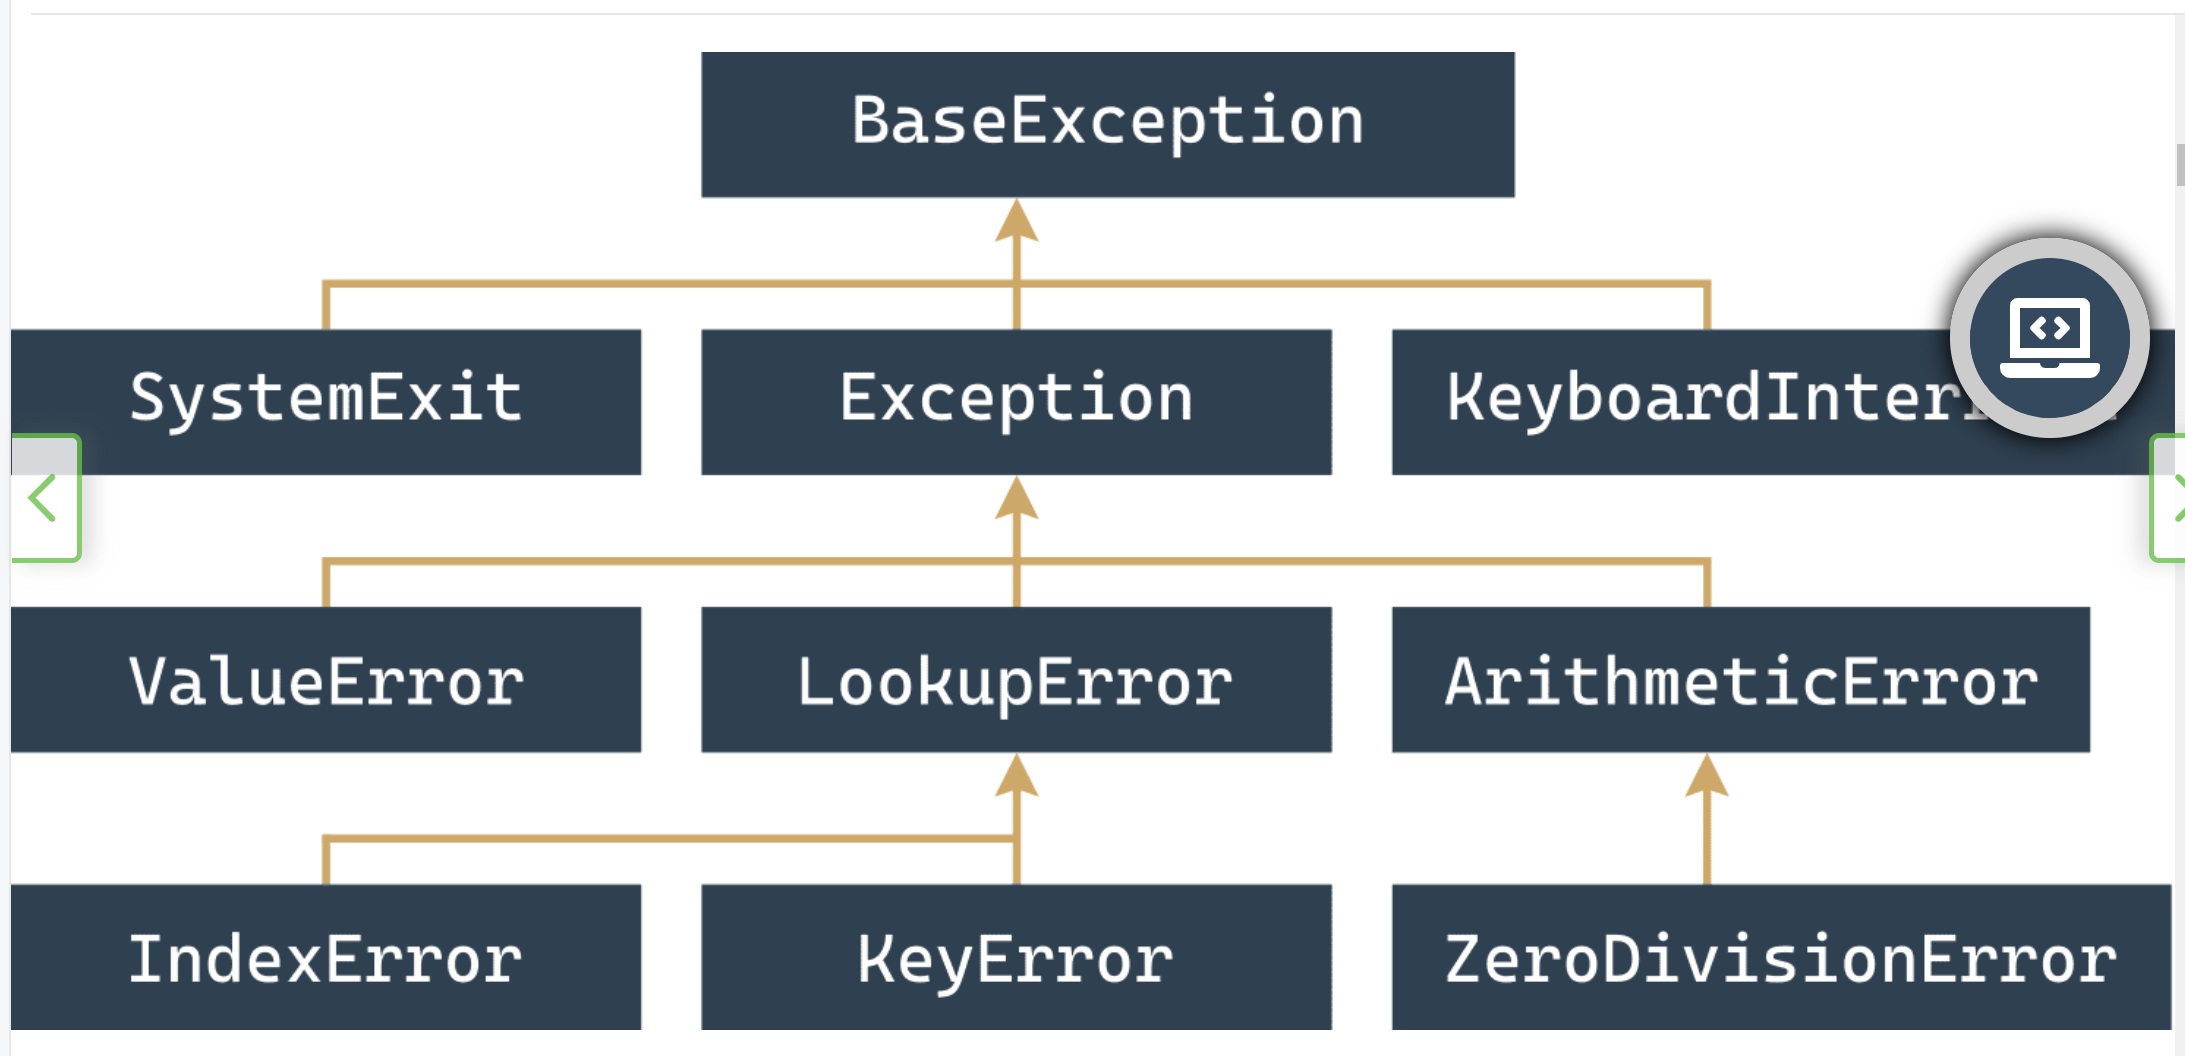 BaseException
SystemExit
Exception
ValueError
LookupError
ArithmeticError
IndexError
KeyError
ZeroDivisionError